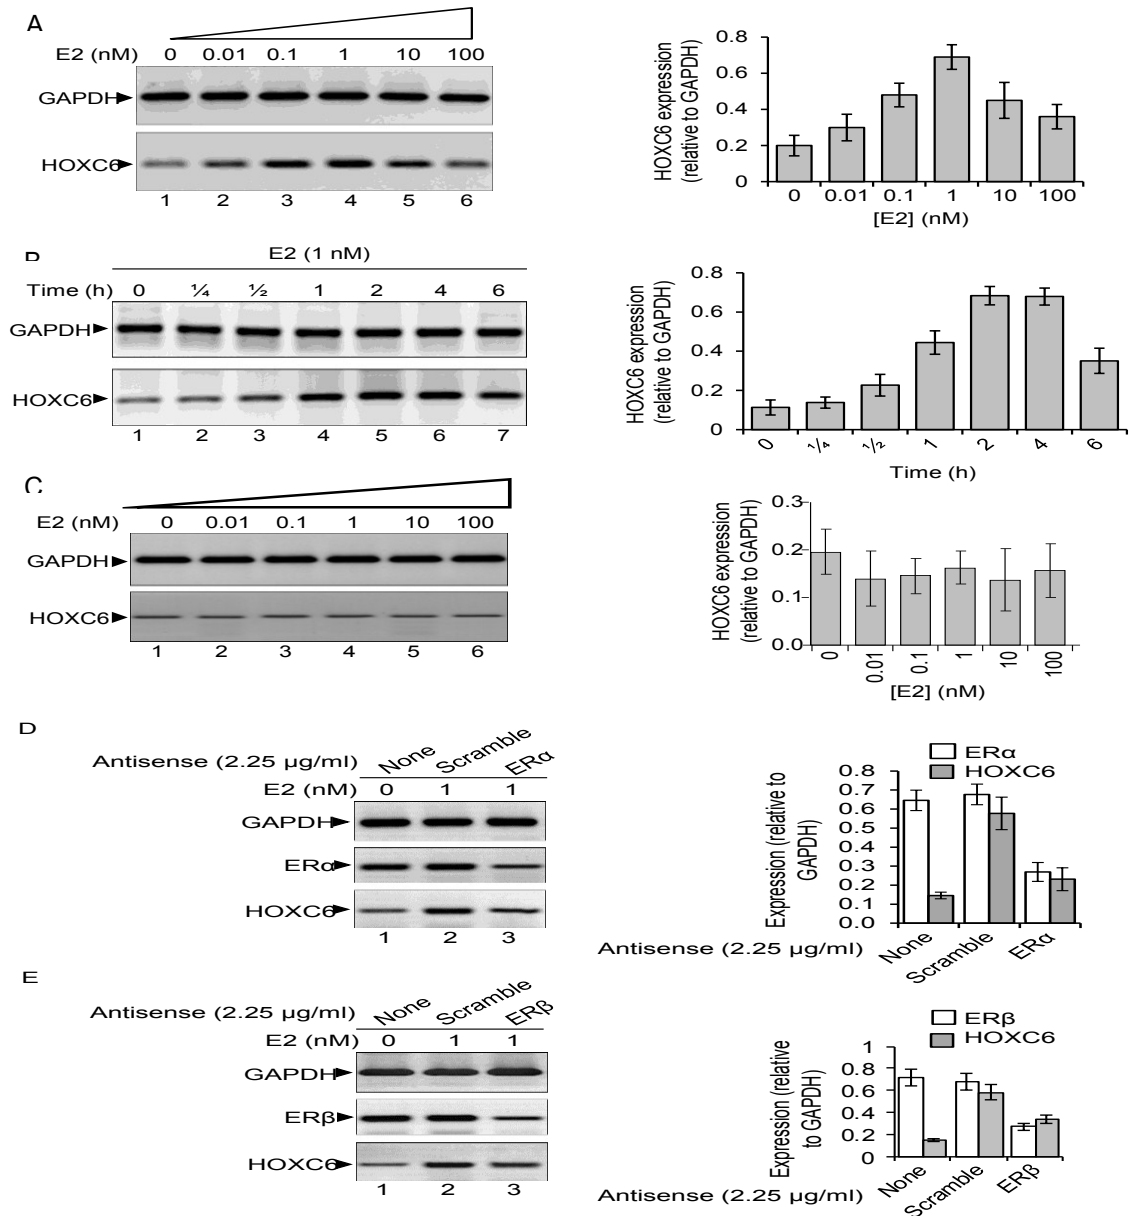 A
E2 (nM) 0 0.01 0.1 1 10 100
GAPDH
HOXC6
1 2 3 4 5 6
HOXC6 expression
(relative to GAPDH)
0.8
0.6
0.4
0.2
0
0 0.01 0.1 1 10 100
[E2] (nM)
E2 (1 nM)
Time (h) 0 ¼ ½ 1 2 4 6
GAPDH
HOXC6
1 2 3 4 5 6 7
HOXC6 expression
(relative to GAPDH)
0.8
0.6
0.4
0.2
0
0 ¼ ½ 1 2 4 6
Time (h)
C
E2 (nM) 0 0.01 0.1 1 10 100
GAPDH
HOXC6
1 2 3 4 5 6
HOXC6 expression
(relative to GAPDH)
0.3
0.2
0.1
0.0
0 0.01 0.1 1 10 100
[E2] (nM)
D
Antisense (2.25 µg/ml) None Scramble ERα
E2 (nM) 0 1 1
GAPDH
ERα
HOXC6
1 2 3
ERα
HOXC6
Expression (relative to
GAPDH)
0.8
0.7
0.6
0.5
0.4
0.3
0.2
0.1
0.0
Antisense (2.25 µg/ml) None Scramble ERα
E
Antisense (2.25 µg/ml) None Scramble ERβ
E2 (nM) 0 1 1
GAPDH
ERβ
HOXC6
1 2 3
ERβ
HOXC6
Expression (relative
to GAPDH)
1
0.8
0.6
0.4
0.2
0
Antisense (2.25 µg/ml) None Scramble ERβ